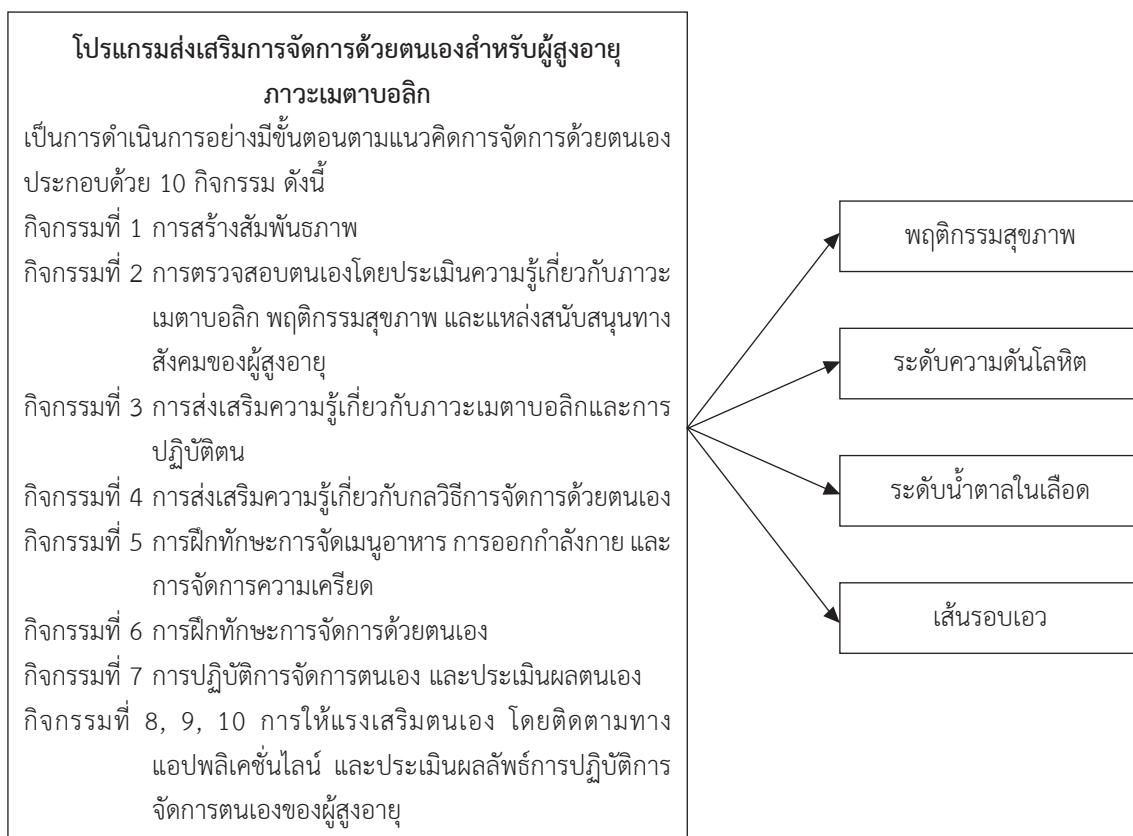 โปรแกรมส่งเสริมการจัดการด้วยตนเองสำหรับผู้สูงอายุ
ภาวะเมตาบอลิก
เป็นการดำเนินการอย่างมีขั้นตอนตามแนวคิดการจัดการด้วยตนเอง
ประกอบด้วย 10 กิจกรรม ดังนี้
กิจกรรมที่ 1 การสร้างสัมพันธภาพ
กิจกรรมที่ 2 การตรวจสอบตนเองโดยประเมินความรู้เกี่ยวกับภาวะ
เมตาบอลิก พฤติกรรมสุขภาพ และแหล่งสนับสนุนทาง
สังคมของผู้สูงอายุ
กิจกรรมที่ 3 การส่งเสริมความรู้เกี่ยวกับภาวะเมตาบอลิกและการ
ปฏิบัติตน
กิจกรรมที่ 4 การส่งเสริมความรู้เกี่ยวกับกลวิธีการจัดการด้วยตนเอง
กิจกรรมที่ 5 การฝึกทักษะการจัดเมนูอาหาร การออกกำลังกาย และ
การจัดการความเครียด
กิจกรรมที่ 6 การฝึกทักษะการจัดการด้วยตนเอง
กิจกรรมที่ 7 การปฏิบัติการจัดการตนเอง และประเมินผลตนเอง
กิจกรรมที่ 8, 9, 10 การให้แรงเสริมตนเอง โดยติดตามทาง
แอปพลิเคชั่นไลน์ และประเมินผลลัพธ์การปฏิบัติการ
จัดการตนเองของผู้สูงอายุ
พฤติกรรมสุขภาพ
ระดับความดันโลหิต
ระดับน้ำตาลในเลือด
เส้นรอบเอว